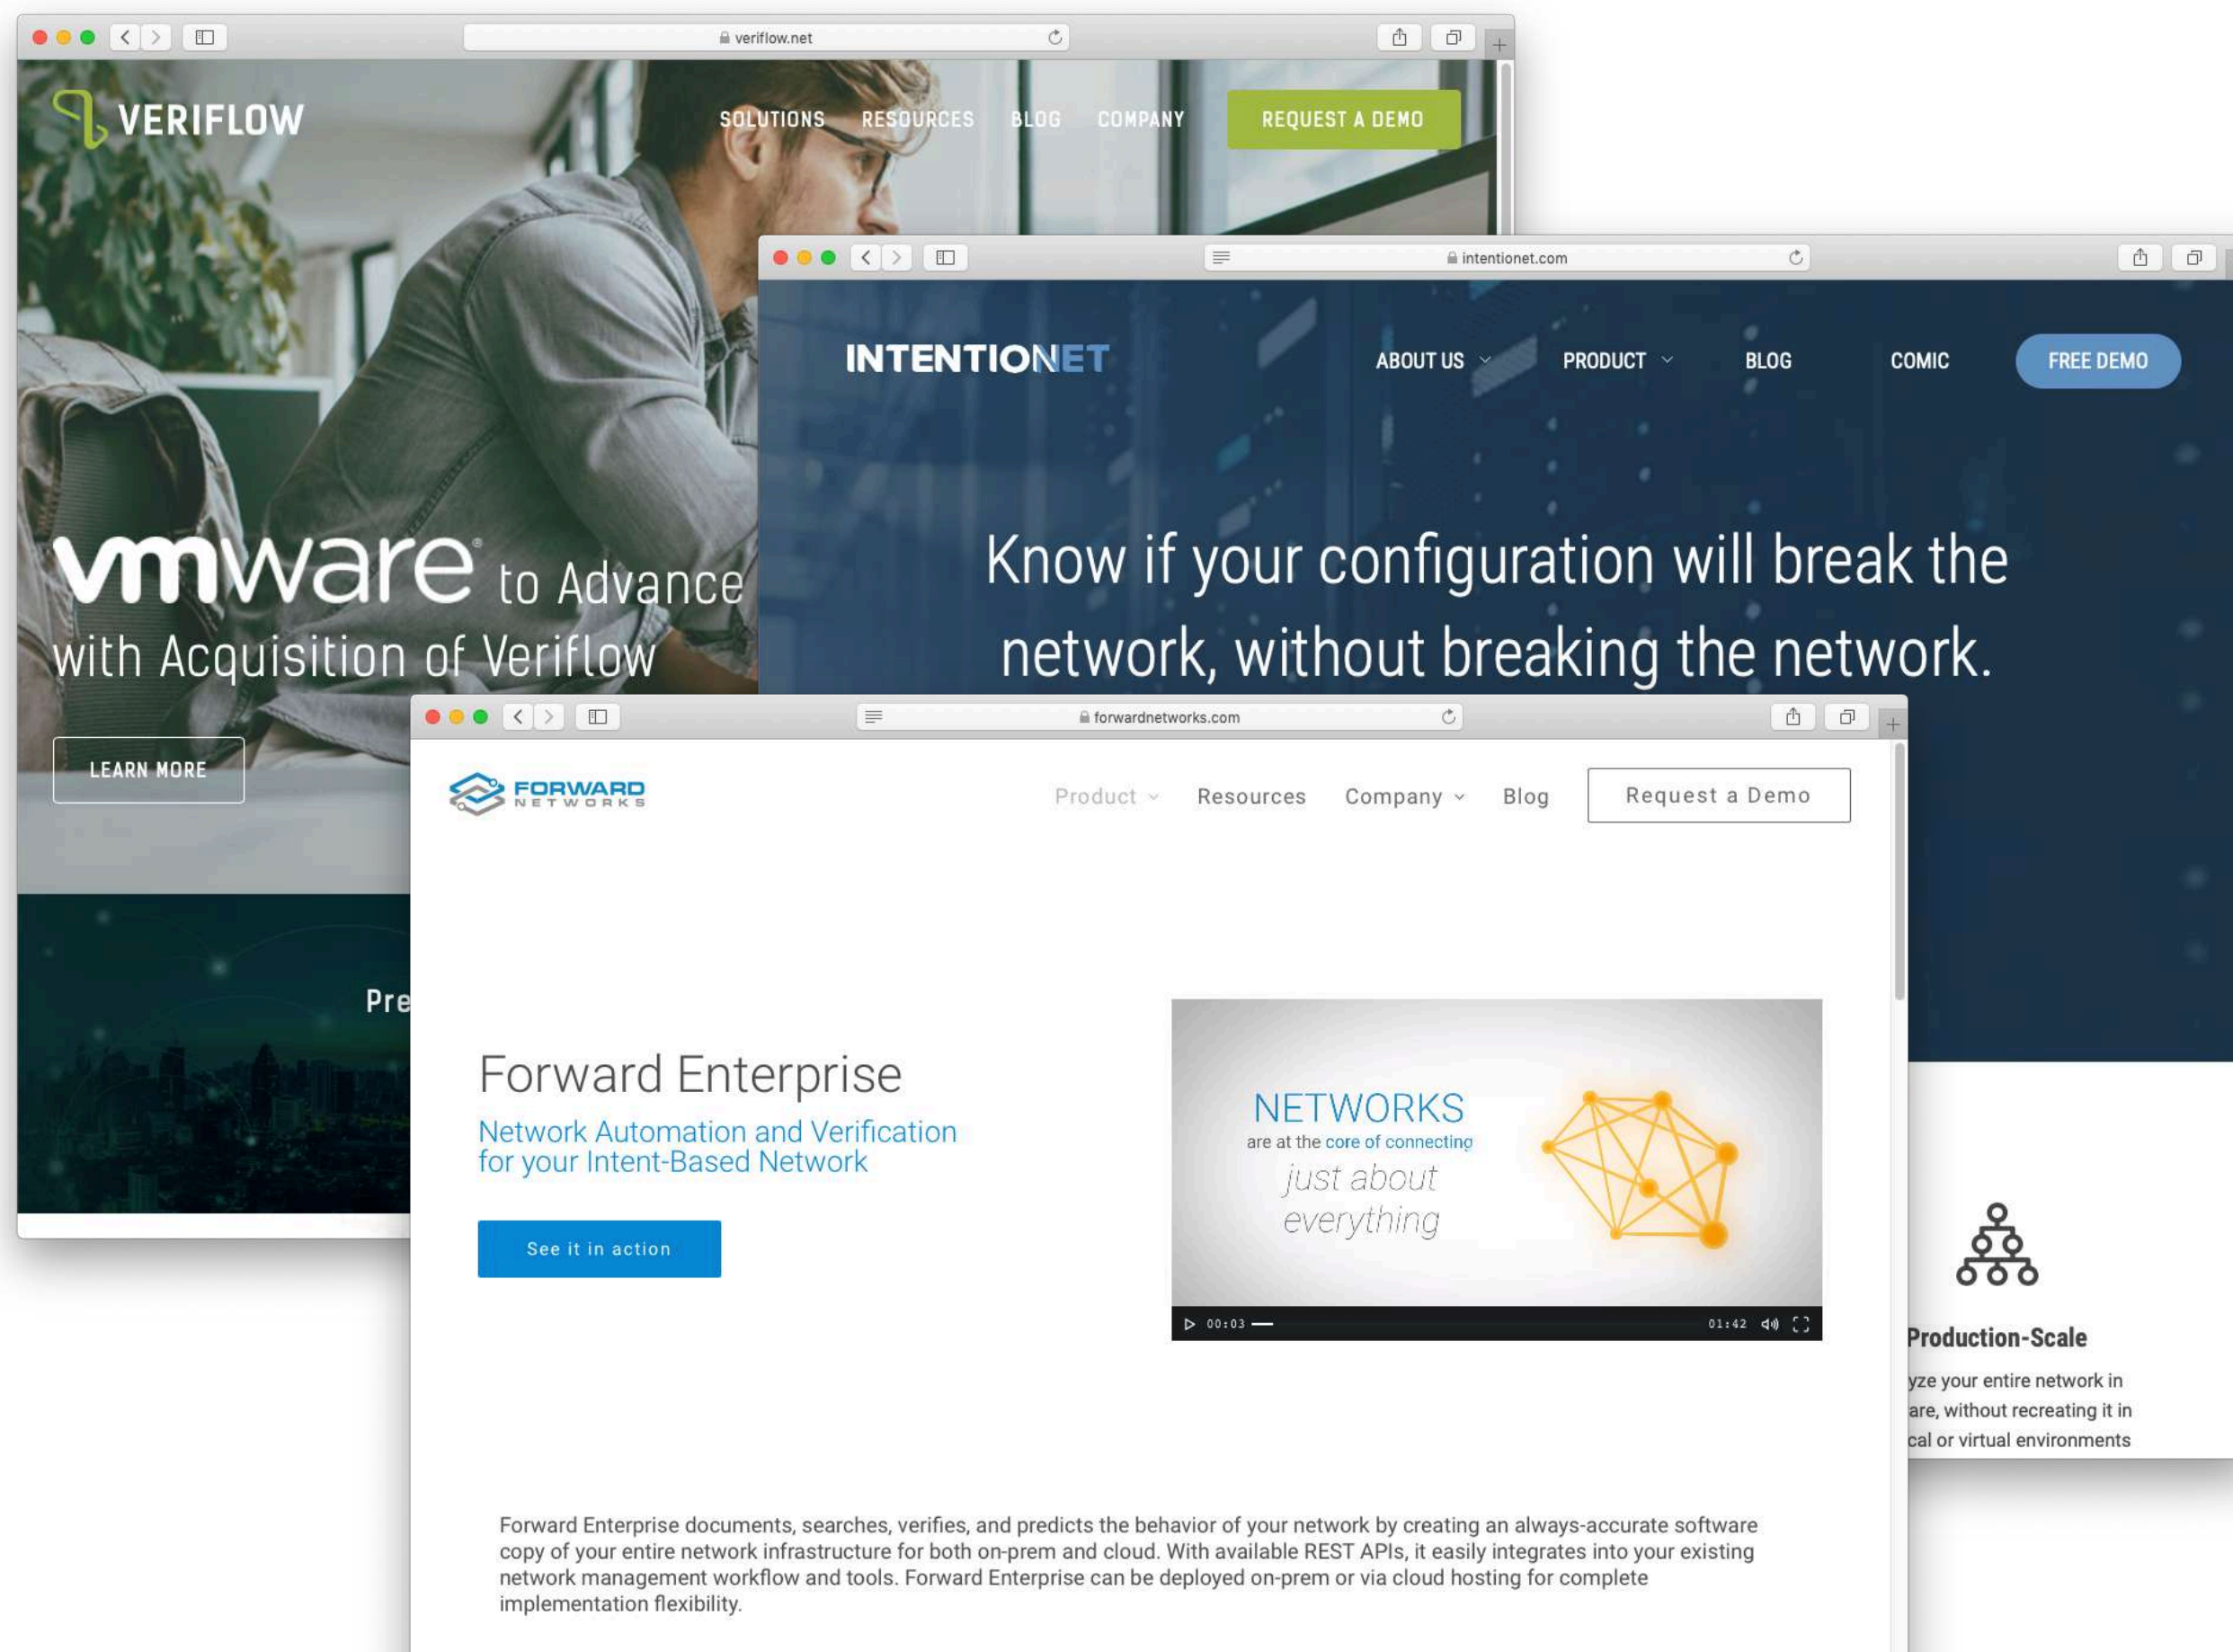 veriflow.net
VERIFLOW
SOLUTIONS RESOURCES BLOG COMPANY REQUEST A DEMO
vmware® to Advance
with Acquisition of Veriflow
LEARN MORE
Pre
intentionet.com
INTENTIONET
ABOUT US PRODUCT BLOG COMIC FREE DEMO
Know if your configuration will break the
network, without breaking the network.
Production-Scale
yze your entire network in
are, without recreating it in
cal or virtual environments
forwardnetworks.com
FORWARD
NETWORKS
Product Resources Company Blog Request a Demo
Forward Enterprise
Network Automation and Verification
for your Intent-Based Network
See it in action
NETWORKS
are at the core of connecting
just about
everything
00:03 01:42
Forward Enterprise documents, searches, verifies, and predicts the behavior of your network by creating an always-accurate software
copy of your entire network infrastructure for both on-prem and cloud. With available REST APIs, it easily integrates into your existing
network management workflow and tools. Forward Enterprise can be deployed on-prem or via cloud hosting for complete
implementation flexibility.